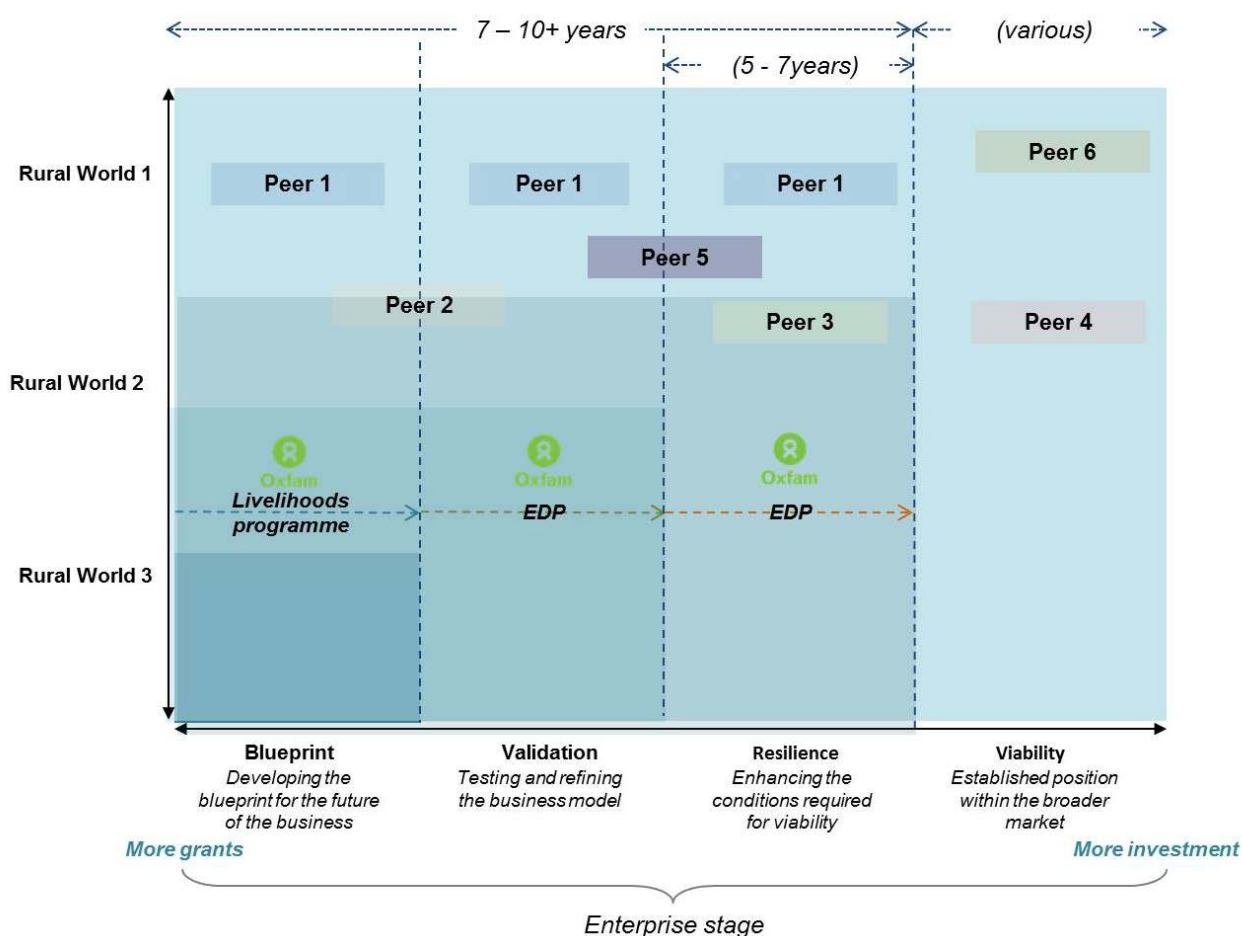 7 – 10+ years
(various)
(5 - 7years)
Rural World 1
Peer 6
Peer 1
Peer 1
Peer 1
Peer 5
Peer 2
Peer 3
Peer 4
Rural World 2
Oxfam
Oxfam
Oxfam
Livelihoods
programme
EDP
EDP
Rural World 3
Blueprint
Developing the
blueprint for the future
of the business
Validation
Testing and refining
the business model
Resilience
Enhancing the
conditions required
for viability
Viability
Established position
within the broader
market
More grants
More investment
Enterprise stage